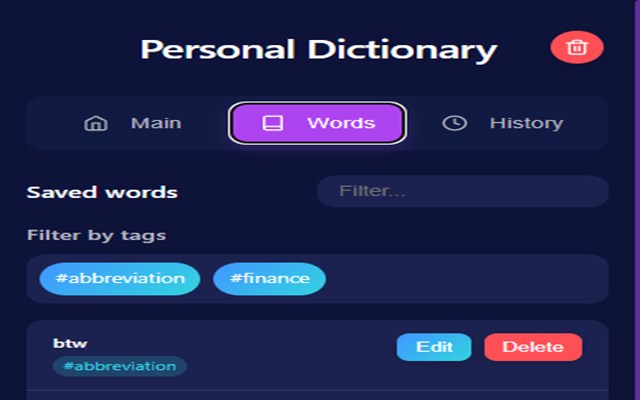 Personal Dictionary
Main Words History
Saved words Filter...
Filter by tags
#abbreviation #finance
btw Edit Delete
#abbreviation